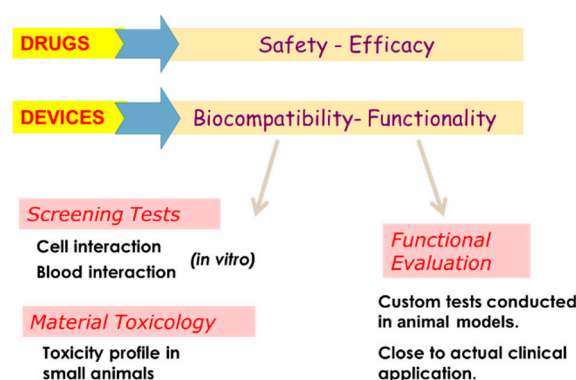 DRUGS Safety - Efficacy
DEVICES Biocompatibility- Functionality
Screening Tests
Cell interaction
Blood interaction (in vitro)
Material Toxicology
Toxicity profile in
small animals
Functional
Evaluation
Custom tests conducted
in animal models.
Close to actual clinical
application.